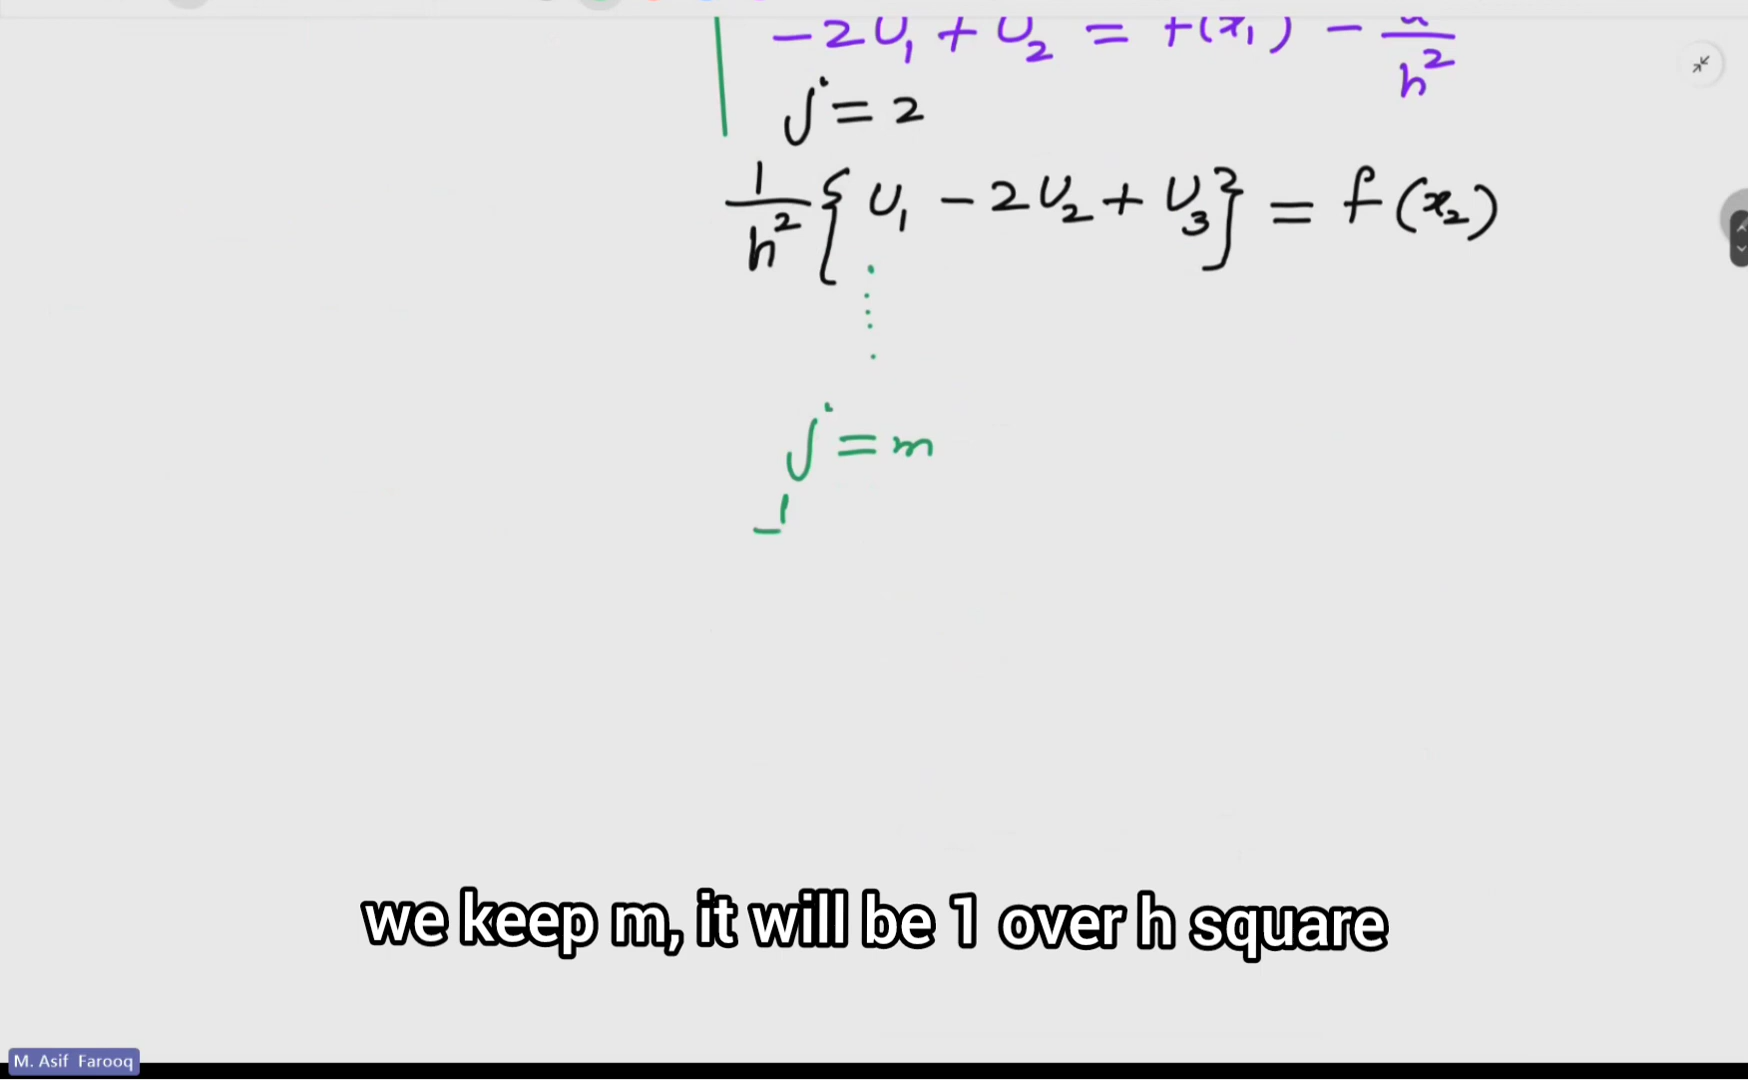 -2U₁ + U₂ = f(x₁) - α/h²
j = 2
1/h² { U₁ - 2U₂ + U₃ } = f(x₂)
j = m
1
we keep m, it will be 1 over h square
M. Asif Farooq